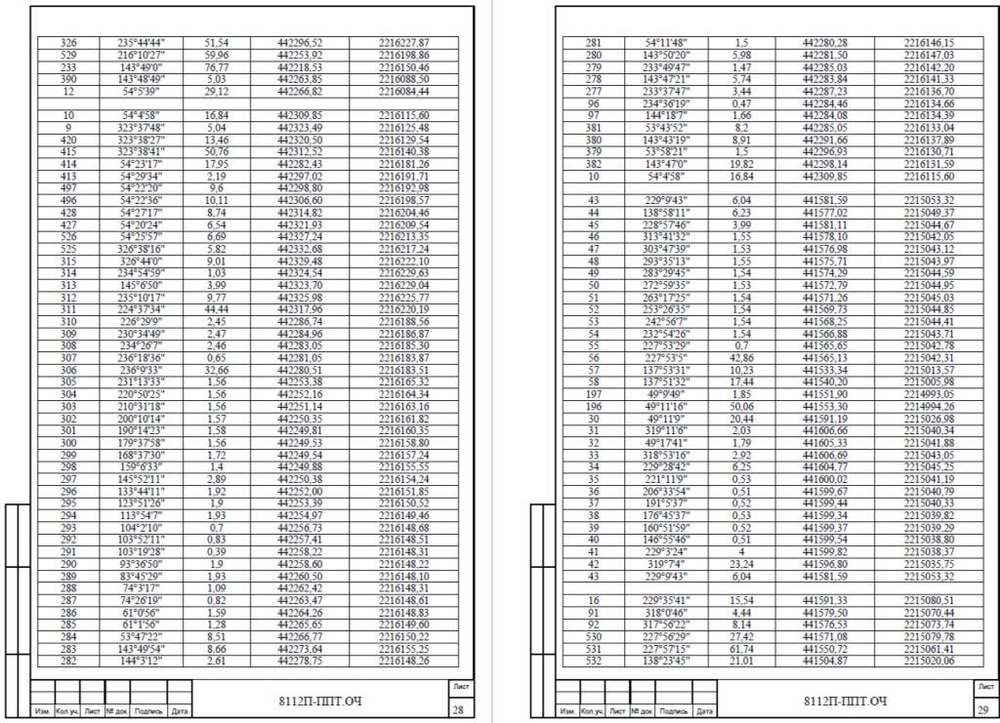 326 235°44'44" 51,54 442296,52 2216227,87
529 216°10'27" 59,96 442253,92 2216198,86
233 143°49'0" 76,77 442218,53 2216150,46
390 143°48'49" 5,03 442263,85 2216088,50
12 54°5'39" 29,12 442266,82 2216084,44
10 54°4'58" 16,84 442309,85 2216115,60
9 323°37'48" 5,04 442323,49 2216125,48
420 323°38'27" 13,46 442320,50 2216129,54
415 323°38'41" 50,76 442312,52 2216140,38
414 54°23'17" 17,95 442282,43 2216181,26
413 54°29'34" 2,19 442297,02 2216191,71
497 54°22'20" 9,6 442298,80 2216192,98
496 54°22'36" 10,11 442306,60 2216198,57
428 54°27'17" 8,74 442314,82 2216204,46
427 54°20'24" 6,54 442321,93 2216209,54
526 54°25'57" 6,69 442327,24 2216213,35
525 326°38'16" 5,82 442332,68 2216217,24
315 326°44'0" 9,01 442329,48 2216222,10
314 234°54'59" 1,03 442324,54 2216229,63
313 145°6'50" 3,99 442323,70 2216229,04
312 235°10'17" 9,77 442325,98 2216225,77
311 224°37'34" 44,44 442317,96 2216220,19
310 226°29'9" 2,45 442286,74 2216188,56
309 230°34'49" 2,47 442284,96 2216186,87
308 234°26'7" 2,46 442283,05 2216185,30
307 236°18'36" 0,65 442281,05 2216183,87
306 236°9'33" 32,66 442280,51 2216183,51
305 231°13'33" 1,56 442253,38 2216165,32
304 220°50'25" 1,56 442252,16 2216164,34
303 210°31'18" 1,56 442251,14 2216163,16
302 200°10'14" 1,57 442250,35 2216161,82
301 190°14'23" 1,58 442249,81 2216160,35
300 179°37'58" 1,56 442249,53 2216158,80
299 168°37'30" 1,72 442249,54 2216157,24
298 159°6'33" 1,4 442249,88 2216155,55
297 145°52'11" 2,89 442250,38 2216154,24
296 133°44'11" 1,92 442252,00 2216151,85
295 123°51'26" 1,9 442253,39 2216150,52
294 113°54'7" 1,93 442254,97 2216149,46
293 104°2'10" 0,7 442256,73 2216148,68
292 103°52'11" 0,83 442257,41 2216148,51
291 103°19'28" 0,39 442258,22 2216148,31
290 93°36'50" 1,9 442258,60 2216148,22
289 83°45'29" 1,93 442260,50 2216148,10
288 74°3'17" 1,09 442262,42 2216148,31
287 74°26'19" 0,82 442263,47 2216148,61
286 61°0'56" 1,59 442264,26 2216148,83
285 61°1'56" 1,28 442265,65 2216149,60
284 53°47'22" 8,51 442266,77 2216150,22
283 143°49'54" 8,66 442273,64 2216155,25
282 144°3'12" 2,61 442278,75 2216148,26
8112П-ППТ.ОЧ
Лист
28
Изм. Кол.уч. Лист № док. Подпись Дата
281 54°11'48" 1,5 442280,28 2216146,15
280 143°50'20" 5,98 442281,50 2216147,03
279 233°49'47" 1,47 442285,03 2216142,20
278 143°47'21" 5,74 442283,84 2216141,33
277 233°37'47" 3,44 442287,23 2216136,70
96 234°36'19" 0,47 442284,46 2216134,66
97 144°18'7" 1,66 442284,08 2216134,39
381 53°43'52" 8,2 442285,05 2216133,04
380 143°43'19" 8,91 442291,66 2216137,89
379 53°58'21" 1,5 442296,93 2216130,71
382 143°47'0" 19,82 442298,14 2216131,59
10 54°4'58" 16,84 442309,85 2216115,60
43 229°9'43" 6,04 441581,59 2215053,32
44 138°58'11" 6,23 441577,02 2215049,37
45 228°57'46" 3,99 441581,11 2215044,67
46 313°41'32" 1,55 441578,10 2215042,05
47 303°47'39" 1,53 441576,98 2215043,12
48 293°35'13" 1,55 441575,71 2215043,97
49 283°29'45" 1,54 441574,29 2215044,59
50 272°59'35" 1,53 441572,79 2215044,95
51 263°17'25" 1,54 441571,26 2215045,03
52 253°26'35" 1,54 441569,73 2215044,85
53 242°56'7" 1,54 441568,25 2215044,41
54 232°54'26" 1,54 441566,88 2215043,71
55 227°53'29" 0,7 441565,65 2215042,78
56 227°53'5" 42,86 441565,13 2215042,31
57 137°53'31" 10,23 441533,34 2215013,57
58 137°51'32" 17,44 441540,20 2215005,98
197 49°9'49" 1,85 441551,90 2214993,05
196 49°11'16" 50,06 441553,30 2214994,26
30 49°11'9" 20,44 441591,19 2215026,98
31 319°11'6" 2,03 441606,66 2215040,34
32 49°17'41" 1,79 441605,33 2215041,88
33 318°53'16" 2,92 441606,69 2215043,05
34 229°28'42" 6,25 441604,77 2215045,25
35 221°11'9" 0,53 441600,02 2215041,19
36 206°33'54" 0,51 441599,67 2215040,79
37 191°5'37" 0,52 441599,44 2215040,33
38 176°45'37" 0,53 441599,34 2215039,82
39 160°51'59" 0,52 441599,37 2215039,29
40 146°55'46" 0,51 441599,54 2215038,80
41 229°3'24" 4 441599,82 2215038,37
42 319°7'4" 23,24 441596,80 2215035,75
43 229°9'43" 6,04 441581,59 2215053,32
16 229°35'41" 15,54 441591,33 2215080,51
91 318°0'46" 4,44 441579,50 2215070,44
92 317°56'22" 8,14 441576,53 2215073,74
530 227°56'29" 27,42 441571,08 2215079,78
531 227°57'15" 61,74 441550,72 2215061,41
532 138°23'45" 21,01 441504,87 2215020,06
8112П-ППТ.ОЧ
Лист
29
Изм. Кол.уч. Лист № док. Подпись Дата